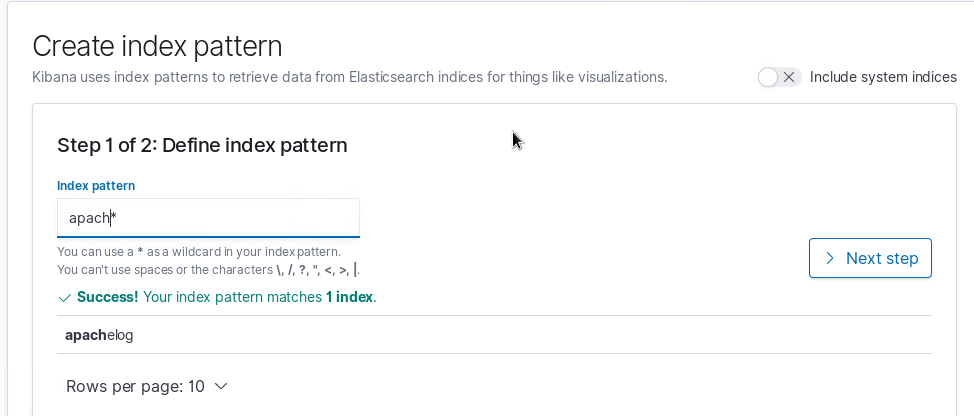 Create index pattern
Kibana uses index patterns to retrieve data from Elasticsearch indices for things like visualizations.
Include system indices
Step 1 of 2: Define index pattern
Index pattern
apach*
You can use a * as a wildcard in your index pattern.
You can't use spaces or the characters \, /, ?, ", <, >, |.
Next step
Success! Your index pattern matches 1 index.
apachelog
Rows per page: 10